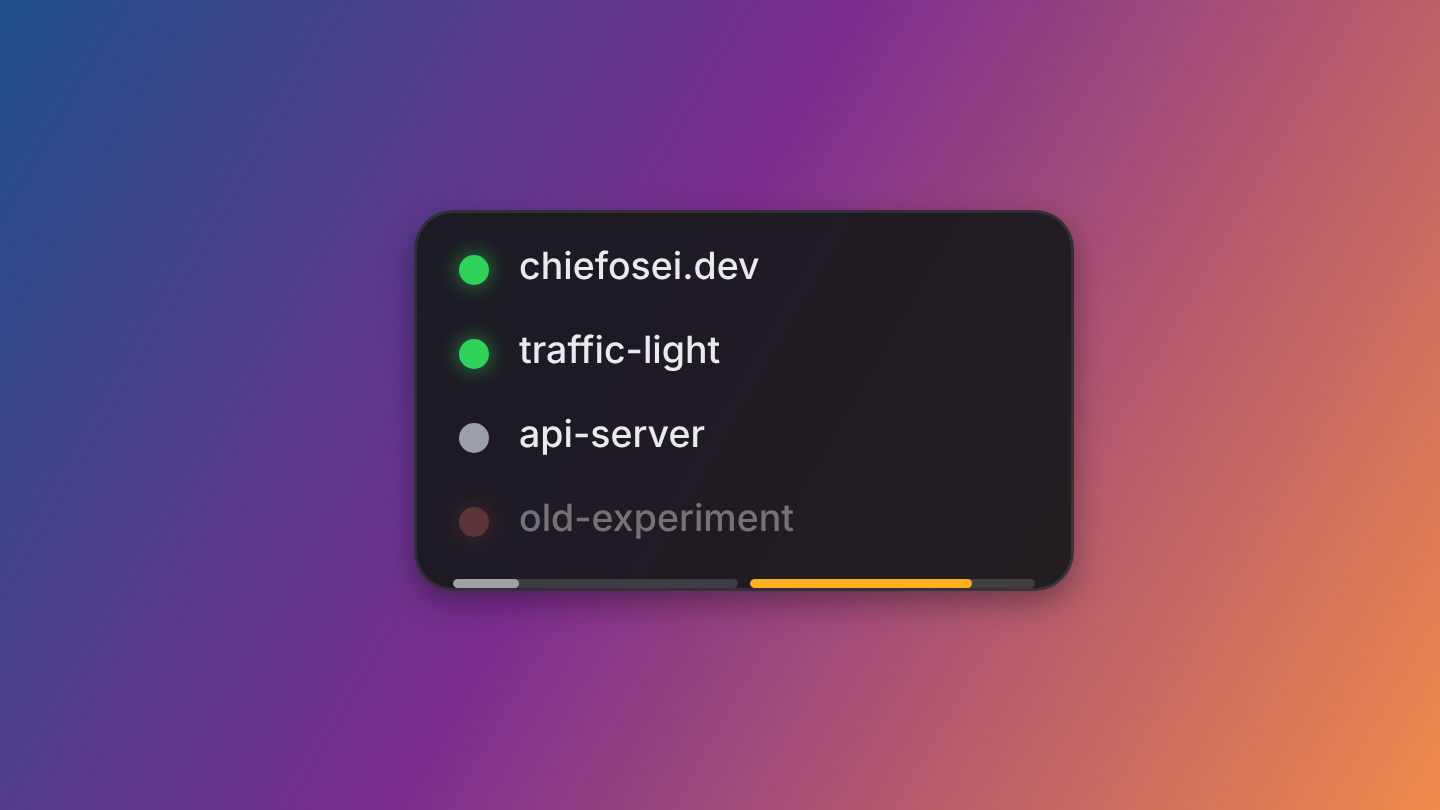 chiefosei.dev
traffic-light
api-server
old-experiment